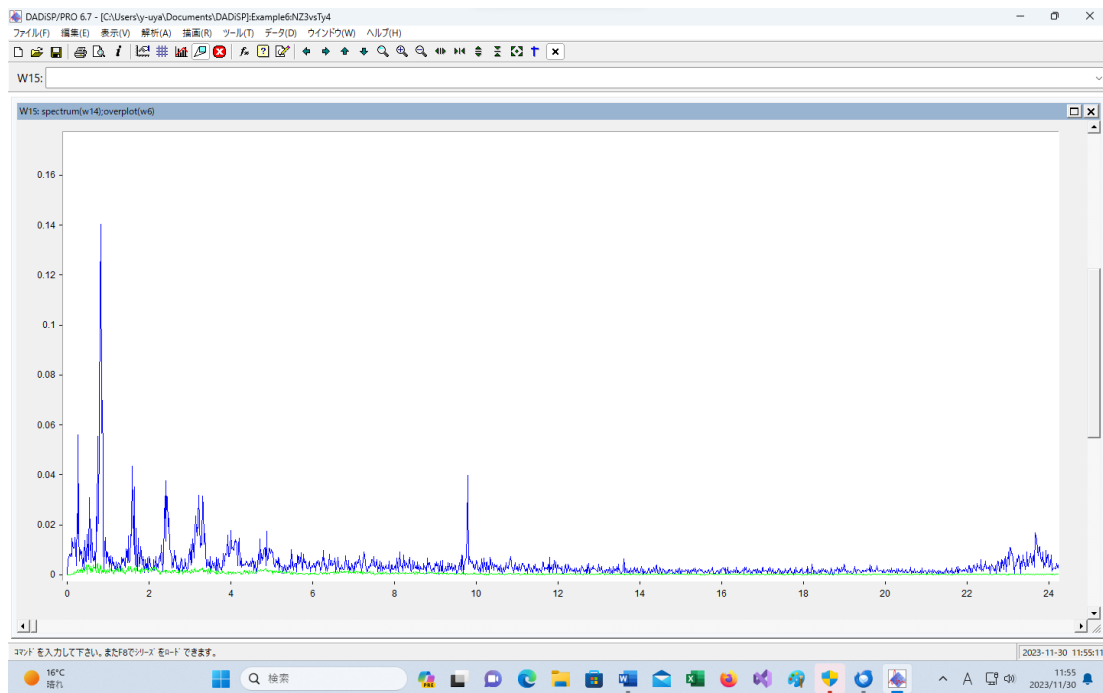 DADiSP/PRO 6.7 - [C:\Users\y-uya\Documents\DADiSP]:Example6:NZ3vsTy4
ファイル(F) 編集(E) 表示(V) 解析(A) 描画(R) ツール(T) データ(D) ウインドウ(W) ヘルプ(H)
W15:
W15: spectrum(w14);overplot(w6)
0.16
0.14
0.12
0.1
0.08
0.06
0.04
0.02
0
0 2 4 6 8 10 12 14 16 18 20 22 24
コマンド を入力して下さい。またF8でシリーズ をロード できます。
2023-11-30 11:55:11
16°C
晴れ
検索
PRE
A
11:55
2023/11/30